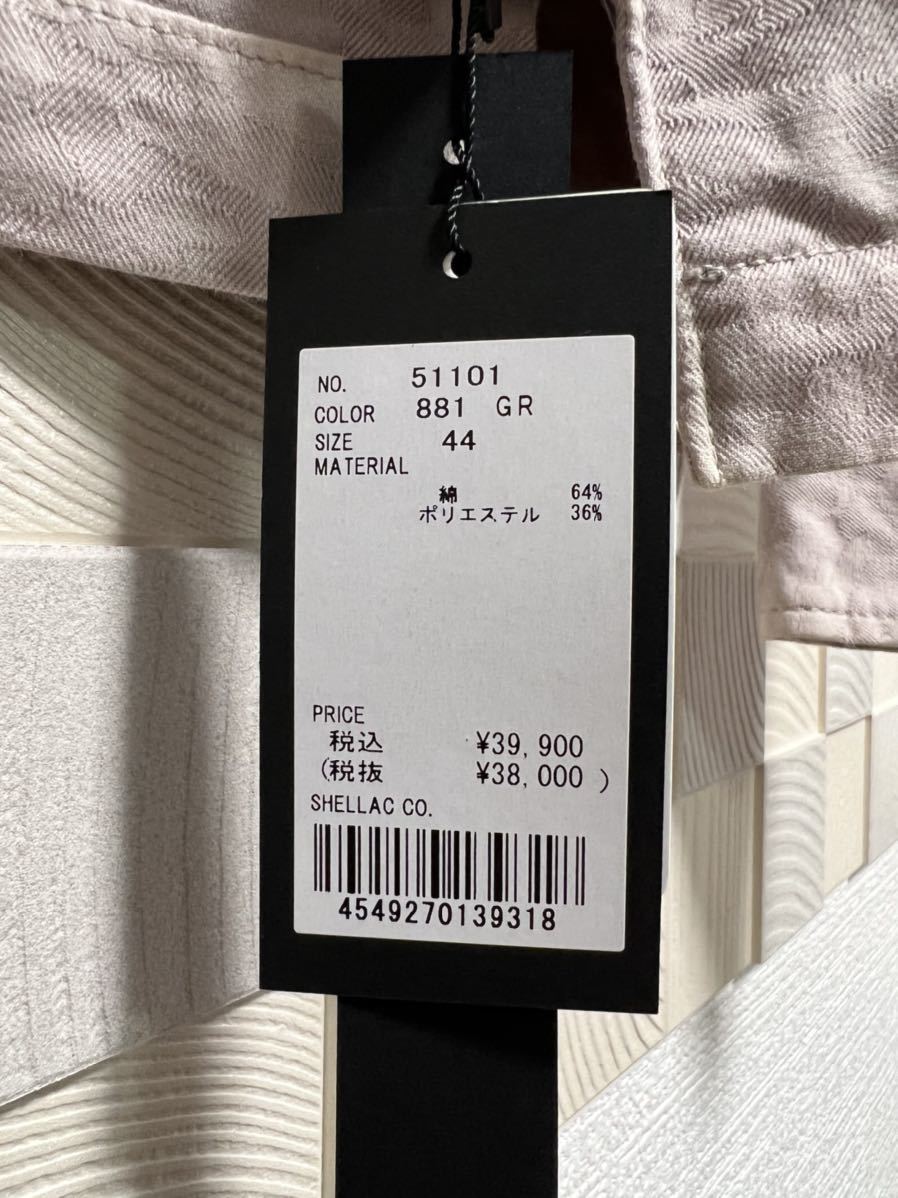 NO. 51101
COLOR 881 GR
SIZE 44
MATERIAL
綿 64%
ポリエステル 36%
PRICE
税込 ¥39,900
(税抜 ¥38,000 )
SHELLAC CO.
4549270139318